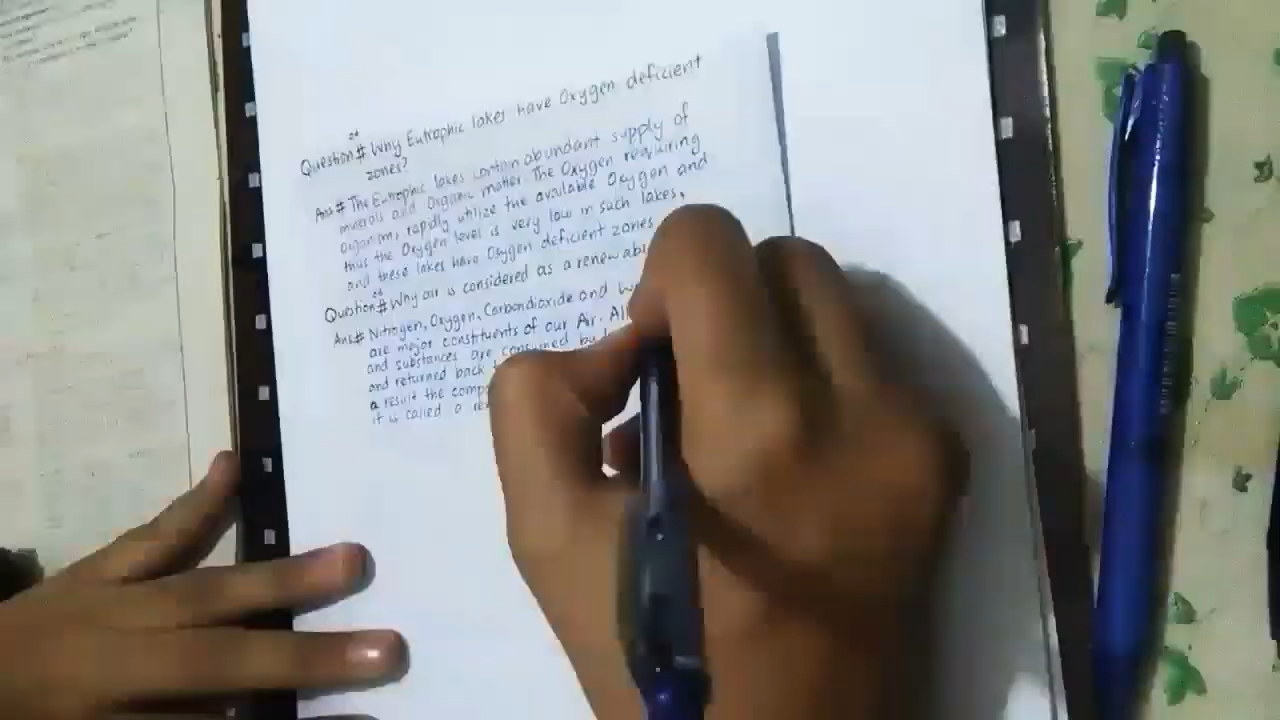 24
Question# Why Eutrophic lakes have Oxygen deficient
zones?
Ans# The Eutrophic lakes contain abundant supply of
minerals and Organic matter. The Oxygen requiring
organism, rapidly utilize the available Oxygen and
thus the Oxygen level is very low in such lakes,
and these lakes have Oxygen deficient zones
Question# Why air is considered as a renewab
Ans# Nitrogen, Oxygen, Carbondioxide and
are major constituents of our Air. All
and substances are consumed by
and returned back
a result the comp
it is called a re